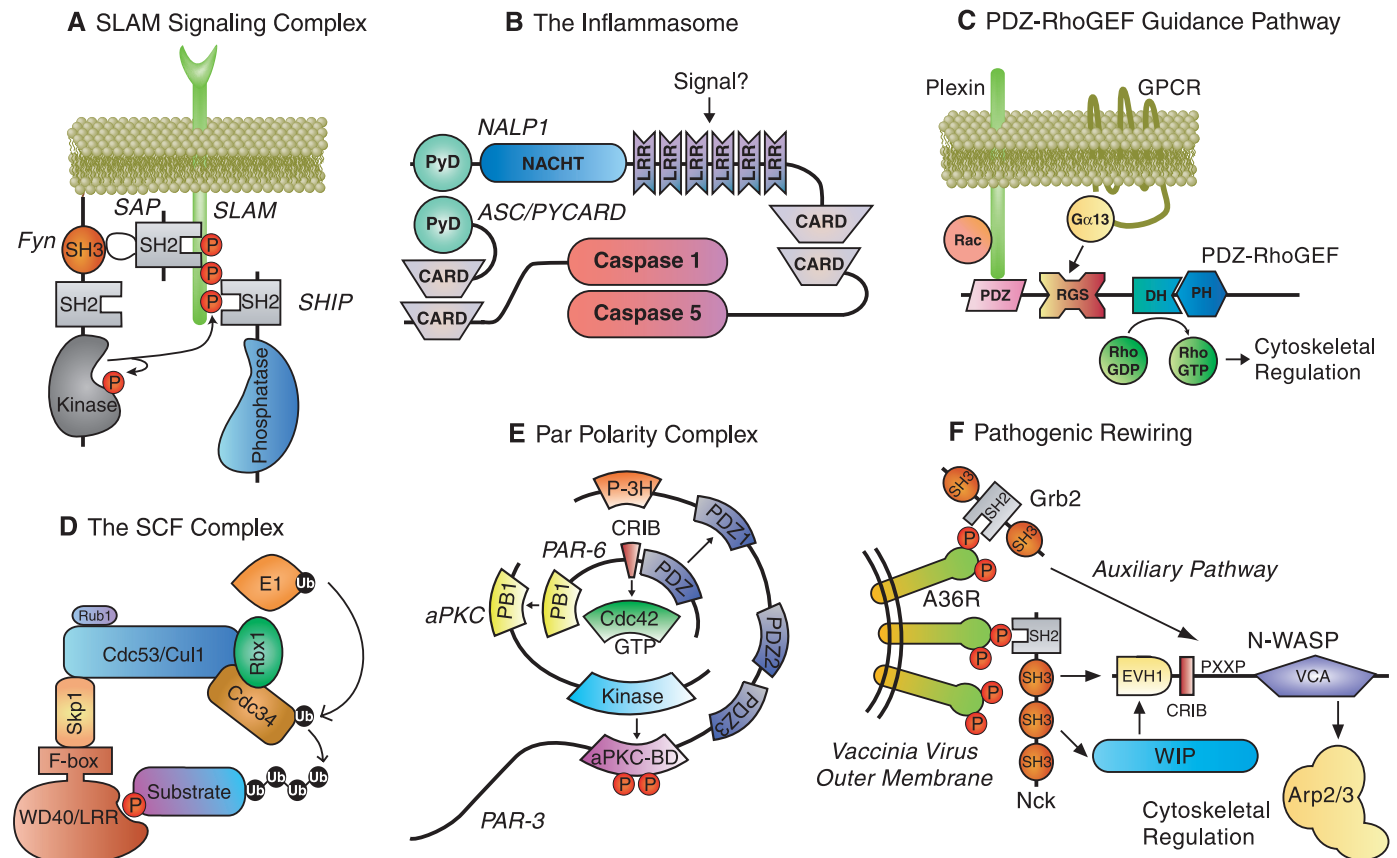 A SLAM Signaling Complex
SAP
SLAM
Fyn
SH3
SH2
P
P
P
SH2
SH2
SHIP
P
Kinase
Phosphatase
B The Inflammasome
Signal?
NALP1
PyD
NACHT
LRR
LRR
LRR
LRR
LRR
LRR
ASC/PYCARD
PyD
CARD
CARD
CARD
CARD
Caspase 1
Caspase 5
C PDZ-RhoGEF Guidance Pathway
Plexin
GPCR
Gα13
Rac
PDZ-RhoGEF
PDZ
RGS
DH
PH
Rho
GDP
Rho
GTP
Cytoskeletal
Regulation
D The SCF Complex
E1
Ub
Rub1
Cdc53/Cul1
Rbx1
Cdc34
Ub
Skp1
F-box
WD40/LRR
P
Substrate
Ub
Ub
Ub
Ub
E Par Polarity Complex
P-3H
CRIB
PAR-6
PDZ1
PDZ
PB1
PB1
aPKC
Cdc42
GTP
PDZ2
Kinase
PDZ3
aPKC-BD
P
P
PAR-3
F Pathogenic Rewiring
SH3
SH2
SH3
Grb2
P
P
P
A36R
Auxiliary Pathway
P
P
SH2
N-WASP
SH3
EVH1
PXXP
VCA
CRIB
P
P
SH3
SH3
WIP
Vaccinia Virus
Outer Membrane
Nck
Cytoskeletal
Regulation
Arp2/3